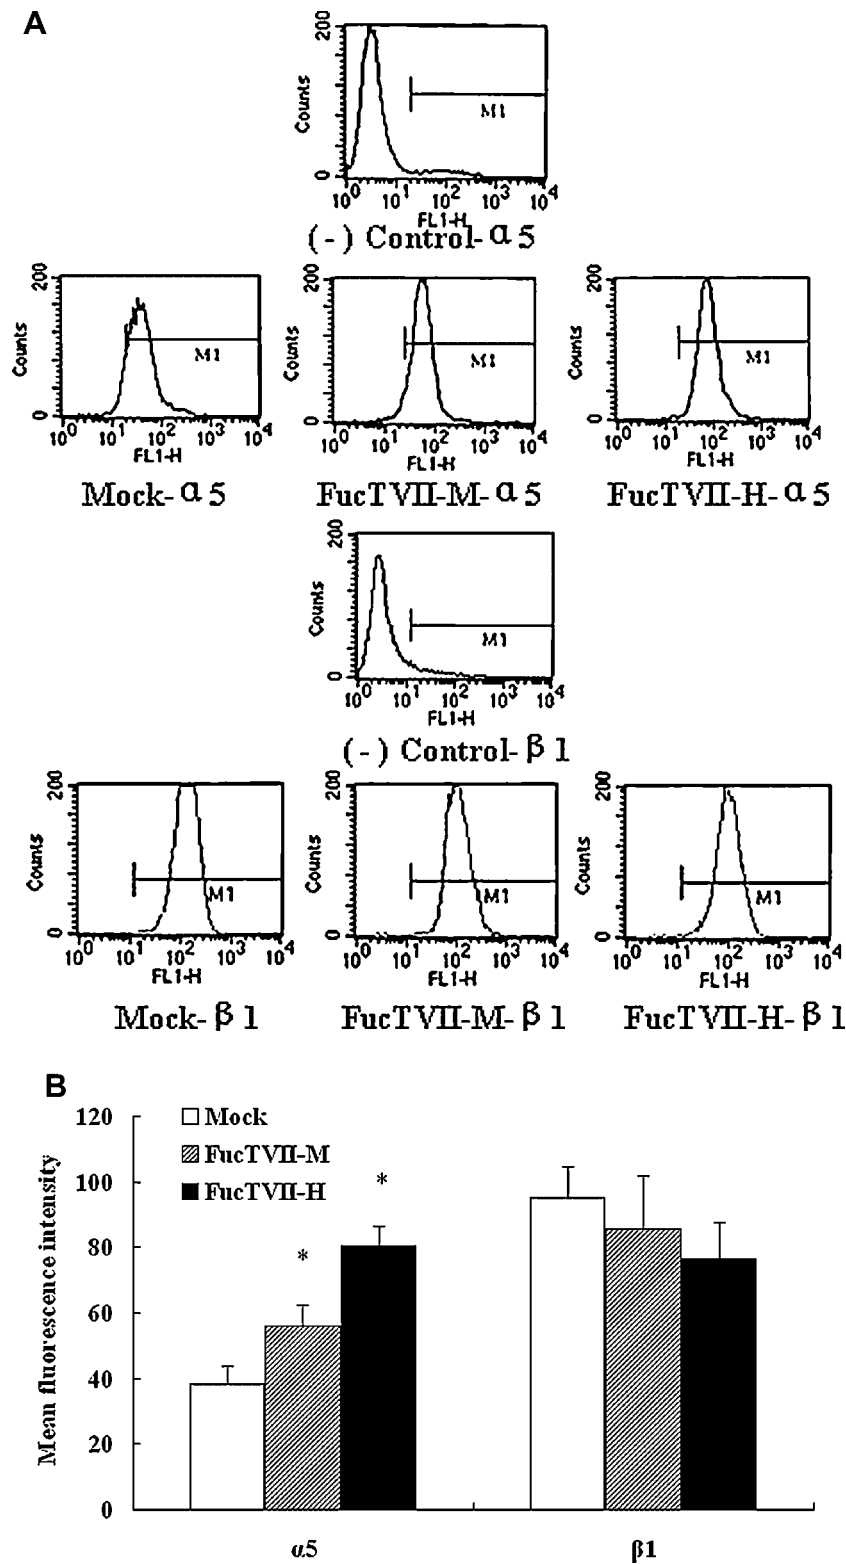 A
200
Counts
M1
0
10^0 10^1 10^2 10^3 10^4
FL1-H
(-) Control-α5
200
Counts
M1
0
10^0 10^1 10^2 10^3 10^4
FL1-H
Mock-α5
200
Counts
M1
0
10^0 10^1 10^2 10^3 10^4
FL1-H
FucTVII-M-α5
200
Counts
M1
0
10^0 10^1 10^2 10^3 10^4
FL1-H
FucTVII-H-α5
200
Counts
M1
0
10^0 10^1 10^2 10^3 10^4
FL1-H
(-) Control-β1
200
Counts
M1
0
10^0 10^1 10^2 10^3 10^4
FL1-H
Mock-β1
200
Counts
M1
0
10^0 10^1 10^2 10^3 10^4
FL1-H
FucTVII-M-β1
200
Counts
M1
0
10^0 10^1 10^2 10^3 10^4
FL1-H
FucTVII-H-β1
B
Mean fluorescence intensity
120
100
80
60
40
20
0
Mock
FucTVII-M
FucTVII-H
*
*
α5 β1